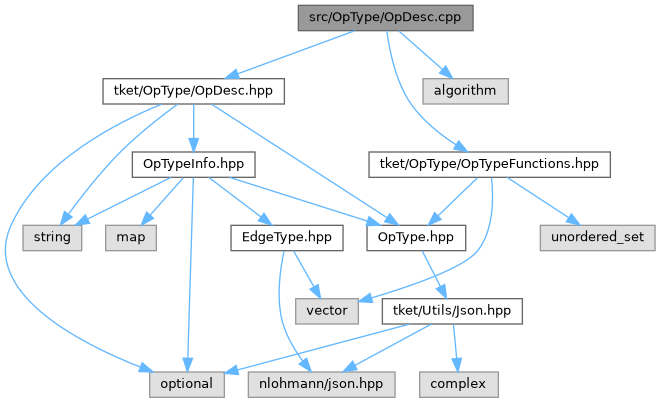 src/OpType/OpDesc.cpp
tket/OpType/OpDesc.hpp
algorithm
OpTypeInfo.hpp
tket/OpType/OpTypeFunctions.hpp
string
map
EdgeType.hpp
OpType.hpp
unordered_set
vector
tket/Utils/Json.hpp
optional
nlohmann/json.hpp
complex